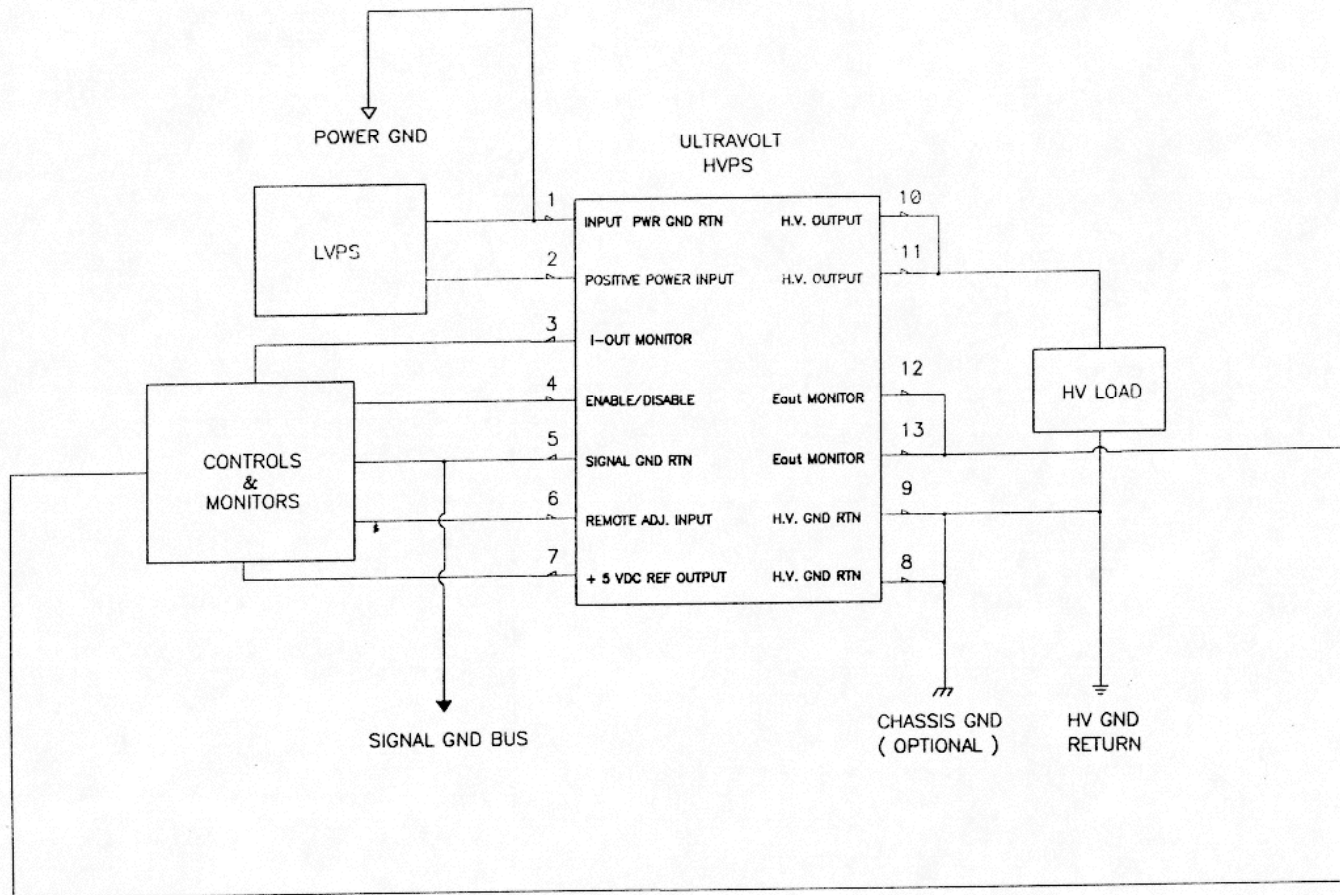 POWER GND
ULTRAVOLT
HVPS
LVPS
1
INPUT PWR GND RTN
2
POSITIVE POWER INPUT
3
I-OUT MONITOR
4
ENABLE/DISABLE
5
SIGNAL GND RTN
6
REMOTE ADJ. INPUT
7
+ 5 VDC REF OUTPUT
H.V. OUTPUT
10
H.V. OUTPUT
11
Eout MONITOR
12
Eout MONITOR
13
H.V. GND RTN
9
H.V. GND RTN
8
CONTROLS
&
MONITORS
HV LOAD
SIGNAL GND BUS
CHASSIS GND
( OPTIONAL )
HV GND
RETURN